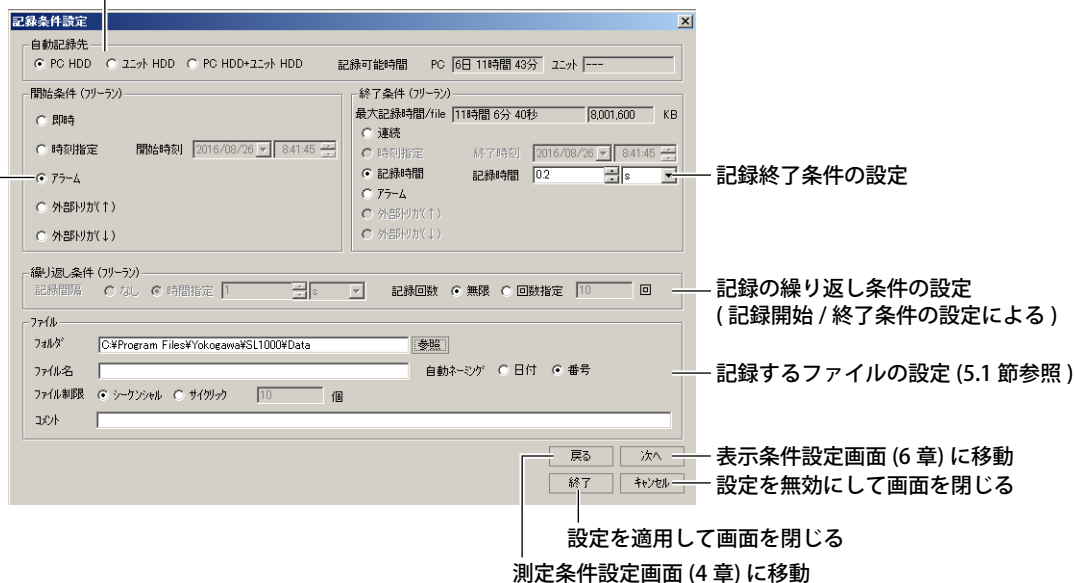 記録条件設定
自動記録先
PC HDD ユニット HDD PC HDD+ユニット HDD 記録可能時間 PC 6日 11時間 43分 ユニット ---
開始条件 (フリーラン)
即時
時刻指定 開始時刻 2016/08/26 8:41:45
アラーム
外部トリガ(↑)
外部トリガ(↓)
終了条件 (フリーラン)
最大記録時間/file 11時間 6分 40秒 8,001,600 KB
連続
時刻指定 終了時刻 2016/08/26 8:41:45
記録時間 記録時間 0.2 s
アラーム
外部トリガ(↑)
外部トリガ(↓)
記録終了条件の設定
繰り返し条件 (フリーラン)
記録間隔 なし 時間指定 1 s 記録回数 無限 回数指定 10 回
記録の繰り返し条件の設定
( 記録開始 / 終了条件の設定による )
ファイル
フォルダ C:¥Program Files¥Yokogawa¥SL1000¥Data 参照
ファイル名 自動ネーミング 日付 番号
ファイル制限 シーケンシャル サイクリック 10 個
コメント
記録するファイルの設定 (5.1 節参照 )
戻る 次へ
終了 キャンセル
表示条件設定画面 (6 章) に移動
設定を無効にして画面を閉じる
設定を適用して画面を閉じる
測定条件設定画面 (4 章) に移動